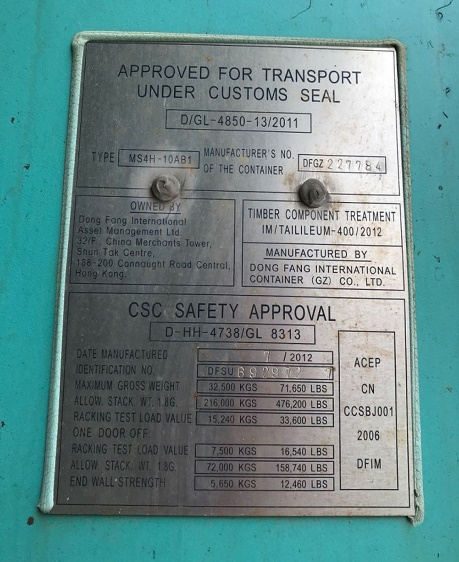 APPROVED FOR TRANSPORT
UNDER CUSTOMS SEAL
D/GL-4850-13/2011
TYPE MS4H-10AB1 MANUFACTURER'S NO. OF THE CONTAINER DFGZ 227784
OWNED BY
Dong Fang International
Asset Management Ltd.
32/F., China Merchants Tower,
Shun Tak Centre,
168-200 Connaught Road Central,
Hong Kong.
TIMBER COMPONENT TREATMENT
IM/TAILILEUM-400/2012
MANUFACTURED BY
DONG FANG INTERNATIONAL
CONTAINER (GZ) CO., LTD.
CSC SAFETY APPROVAL
D-HH-4738/GL 8313
DATE MANUFACTURED 7 / 2012
IDENTIFICATION NO. DFSU
MAXIMUM GROSS WEIGHT 32,500 KGS 71,650 LBS
ALLOW. STACK. WT. 1.8G. 216,000 KGS 476,200 LBS
RACKING TEST LOAD VALUE 15,240 KGS 33,600 LBS
ONE DOOR OFF:
RACKING TEST LOAD VALUE 7,500 KGS 16,540 LBS
ALLOW. STACK. WT. 1.8G. 72,000 KGS 158,740 LBS
END WALL STRENGTH 5,650 KGS 12,460 LBS
ACEP
CN
CCSBJ001
2006
DFIM